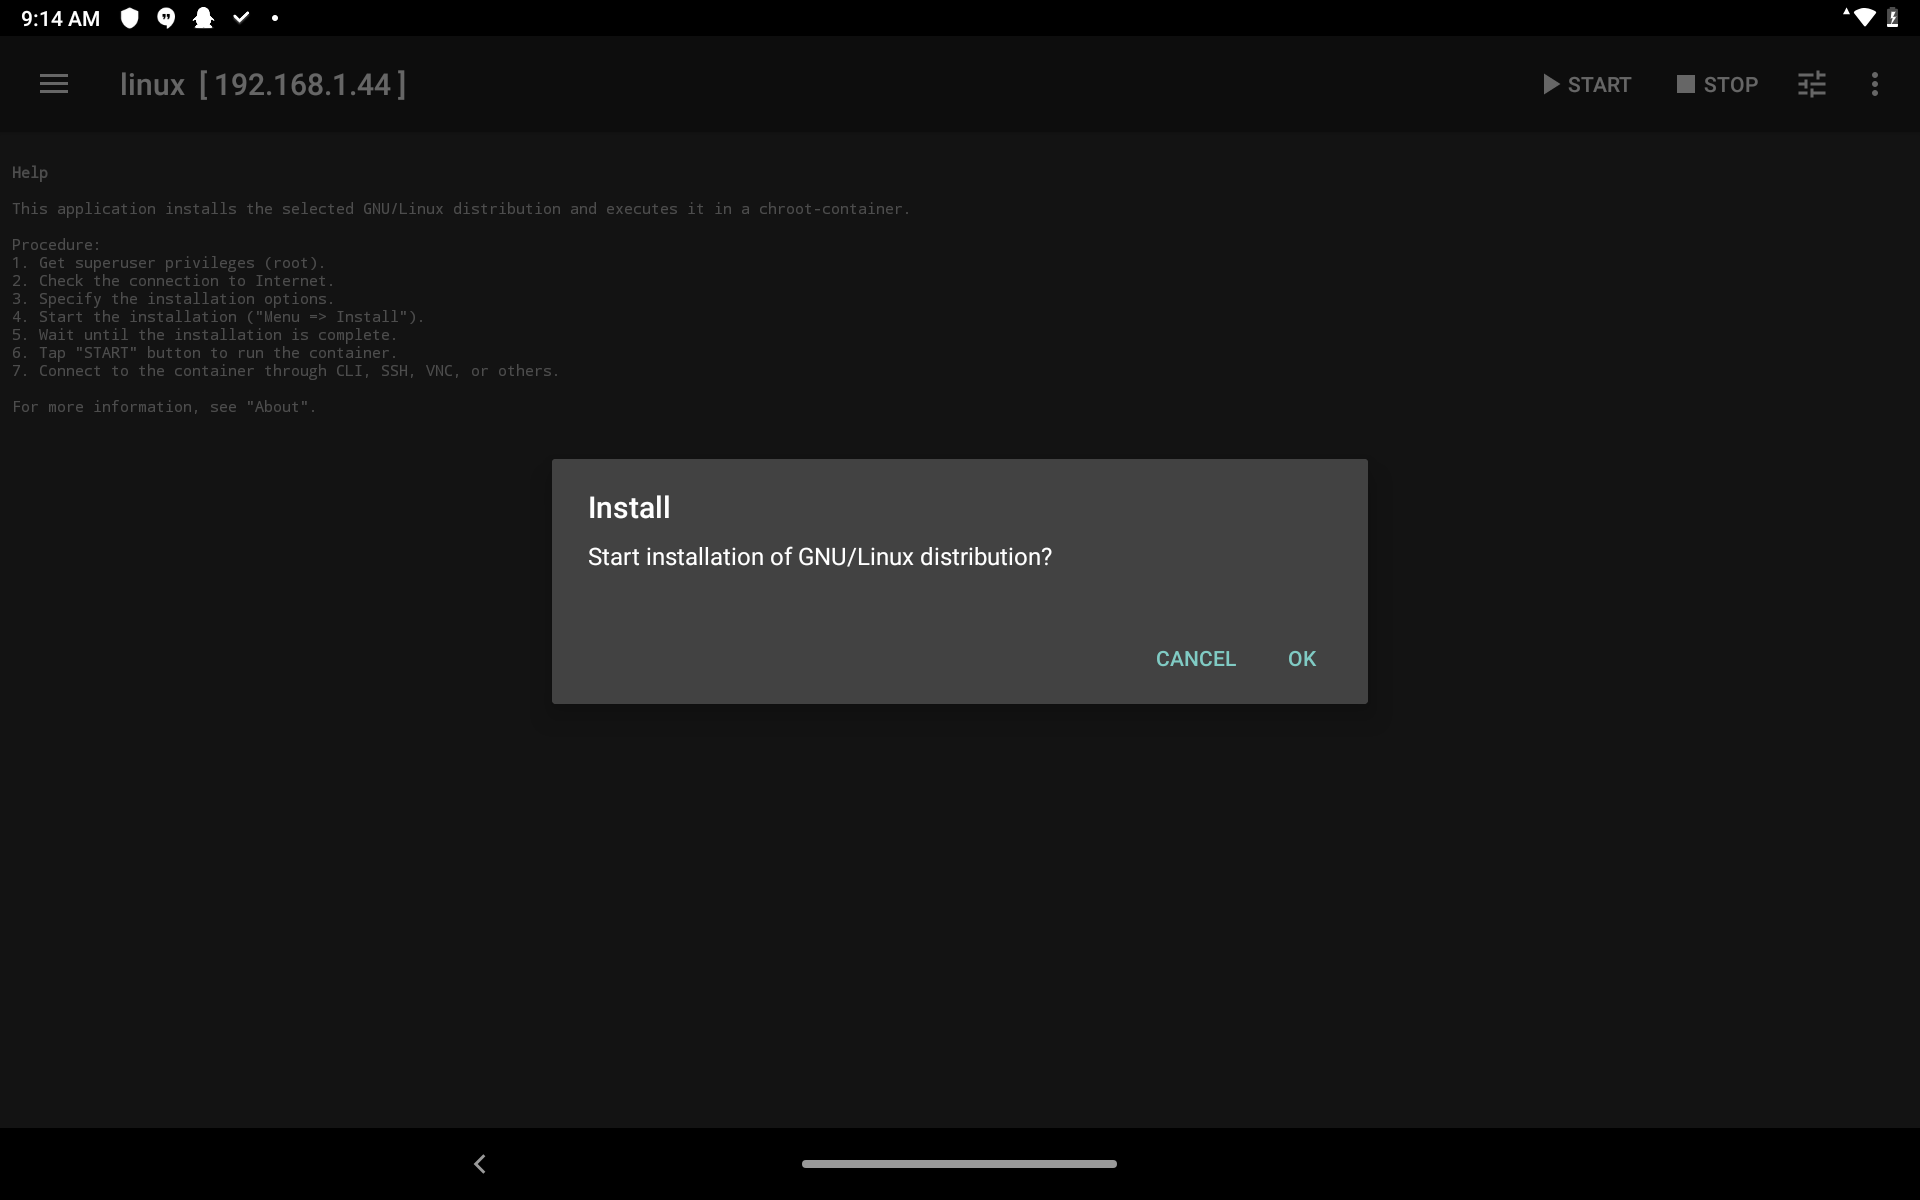 9:14 AM
linux [ 192.168.1.44 ]
START
STOP
Help
This application installs the selected GNU/Linux distribution and executes it in a chroot-container.
Procedure:
1. Get superuser privileges (root).
2. Check the connection to Internet.
3. Specify the installation options.
4. Start the installation ("Menu => Install").
5. Wait until the installation is complete.
6. Tap "START" button to run the container.
7. Connect to the container through CLI, SSH, VNC, or others.
For more information, see "About".
Install
Start installation of GNU/Linux distribution?
CANCEL
OK